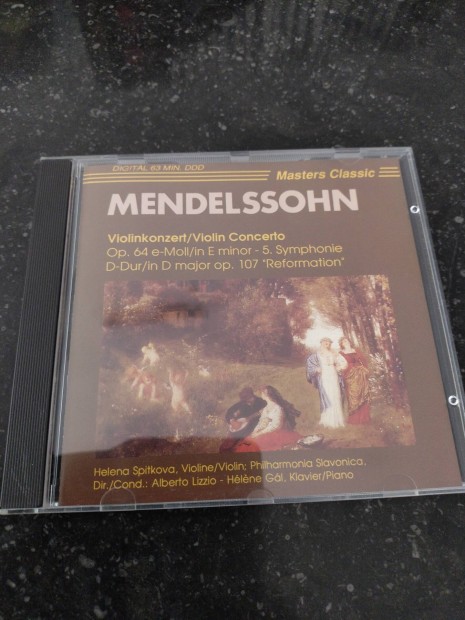 DIGITAL 63 MIN. DDD
Masters Classic
MENDELSSOHN
Violinkonzert/Violin Concerto
Op. 64 e-Moll/in E minor - 5. Symphonie
D-Dur/in D major op. 107 "Reformation"
Helena Spitkova, Violine/Violin; Philharmonia Slavonica,
Dir./Cond.: Alberto Lizzio - Hélène Gál, Klavier/Piano